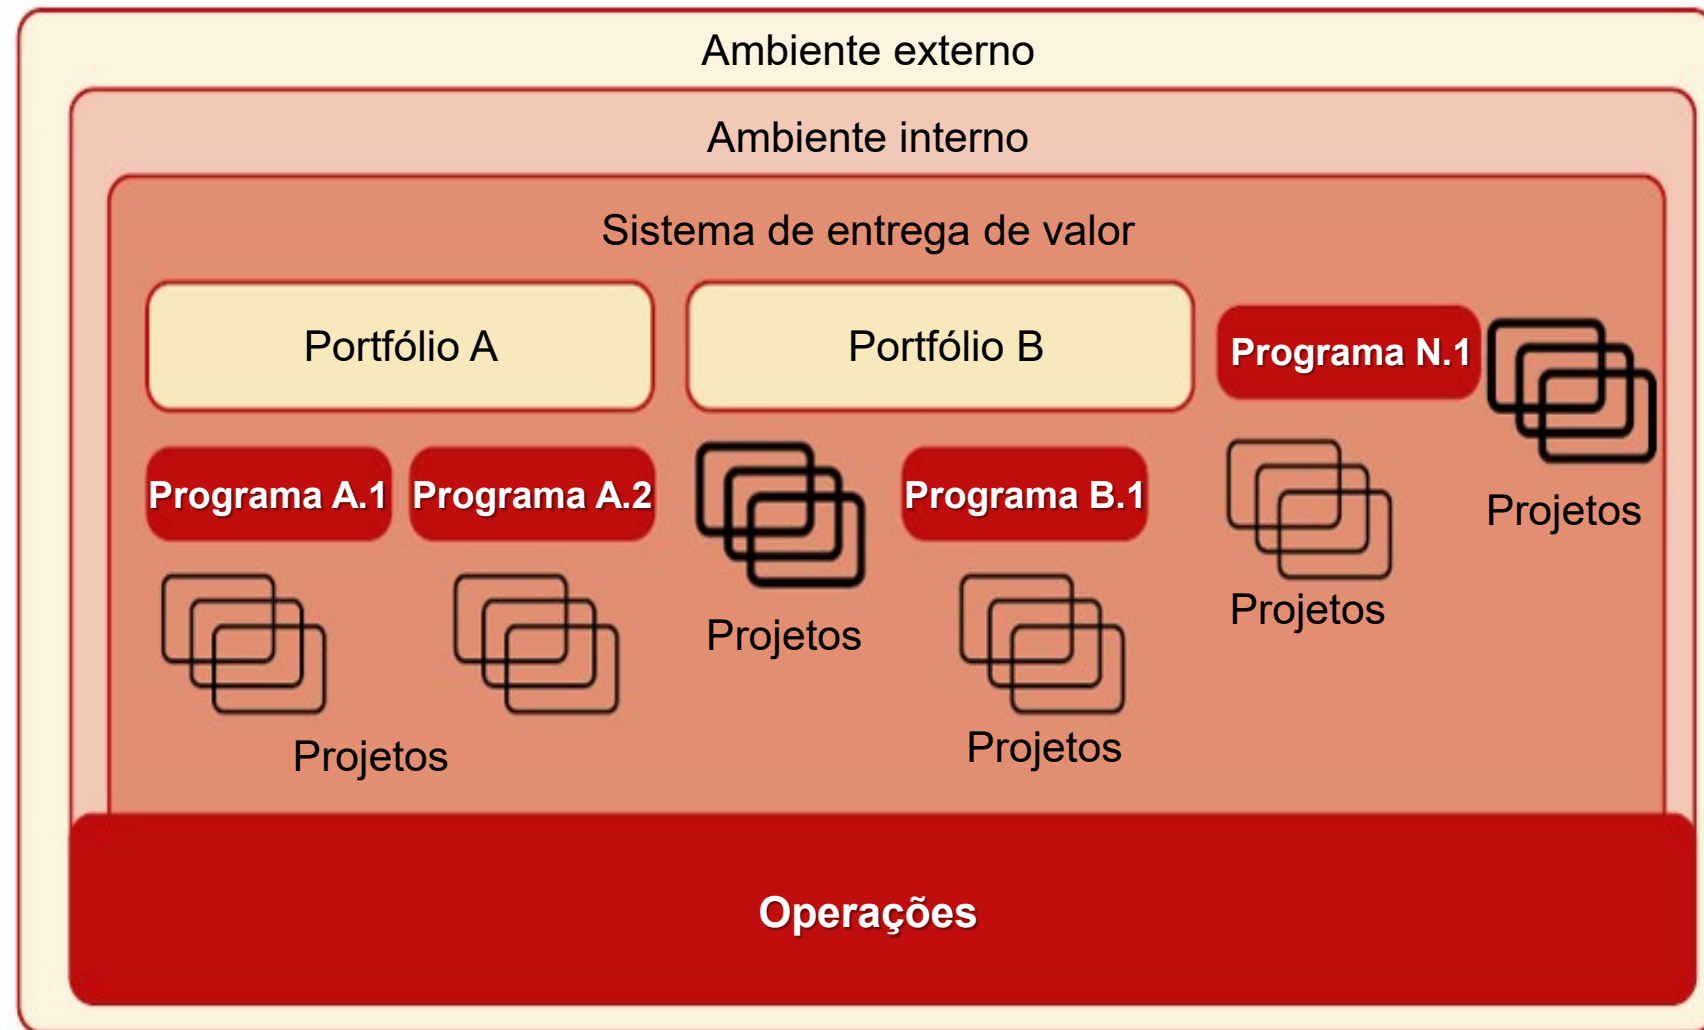 Ambiente externo
Ambiente interno
Sistema de entrega de valor
Portfólio A
Portfólio B
Programa N.1
Programa A.1
Programa A.2
Programa B.1
Projetos
Projetos
Projetos
Projetos
Projetos
Operações